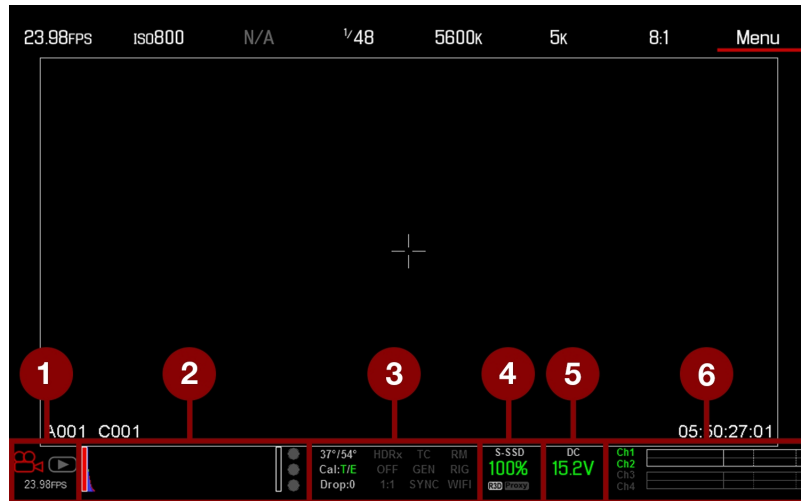 23.98FPS ISO800 N/A 1/48 5600K 5K 8:1 Menu
1 2 3 4 5 6
A001 C001 05:50:27:01
37°/54° HDRx TC RM S-SSD DC Ch1
Cal:T/E OFF GEN RIG 100% 15.2V Ch2
23.98FPS Drop:0 1:1 SYNC WIFI R3D Proxy Ch3
Ch4